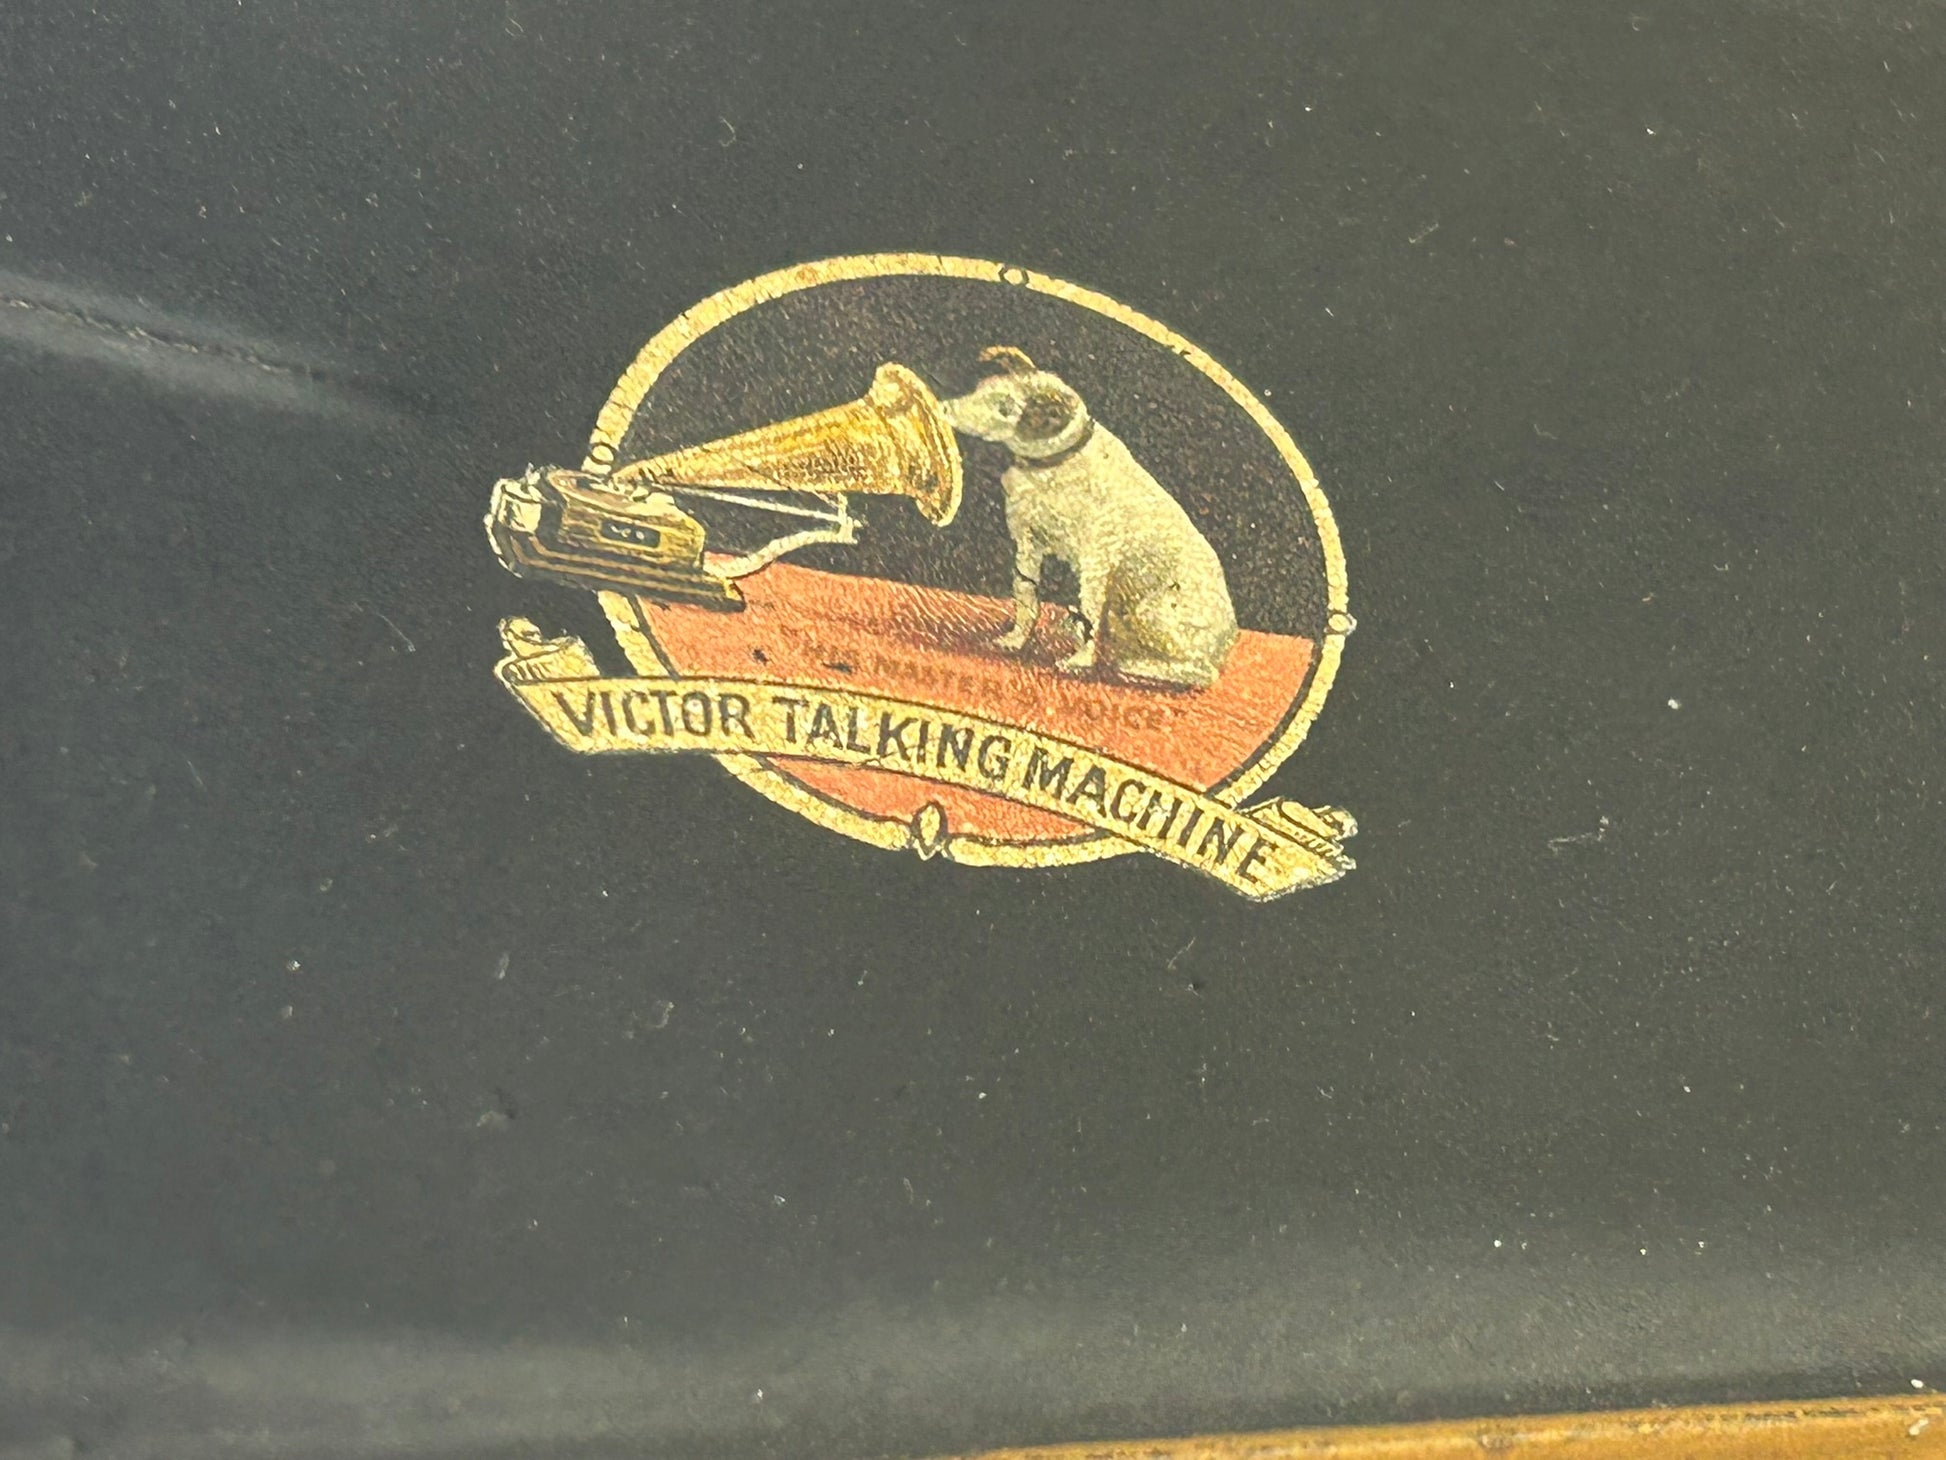 "HIS MASTER'S VOICE"
VICTOR TALKING MACHINE